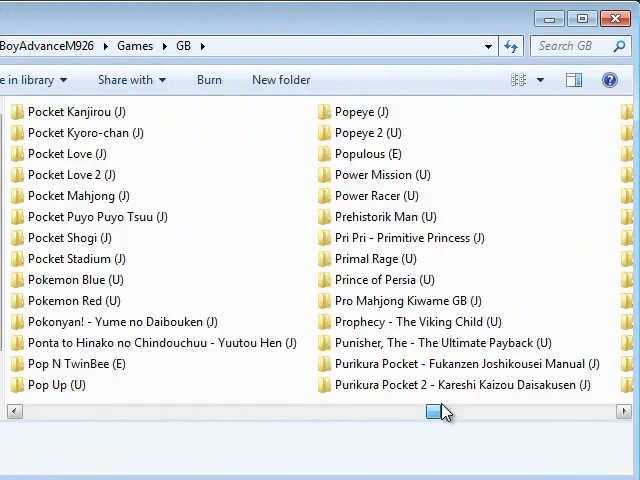 BoyAdvanceM926 Games GB Search GB
e in library Share with Burn New folder
Pocket Kanjirou (J)
Pocket Kyoro-chan (J)
Pocket Love (J)
Pocket Love 2 (J)
Pocket Mahjong (J)
Pocket Puyo Puyo Tsuu (J)
Pocket Shogi (J)
Pocket Stadium (J)
Pokemon Blue (U)
Pokemon Red (U)
Pokonyan! - Yume no Daibouken (J)
Ponta to Hinako no Chindouchuu - Yuutou Hen (J)
Pop N TwinBee (E)
Pop Up (U)
Popeye (J)
Popeye 2 (U)
Populous (E)
Power Mission (U)
Power Racer (U)
Prehistorik Man (U)
Pri Pri - Primitive Princess (J)
Primal Rage (U)
Prince of Persia (U)
Pro Mahjong Kiwame GB (J)
Prophecy - The Viking Child (U)
Punisher, The - The Ultimate Payback (U)
Purikura Pocket - Fukanzen Joshikousei Manual (J)
Purikura Pocket 2 - Kareshi Kaizou Daisakusen (J)